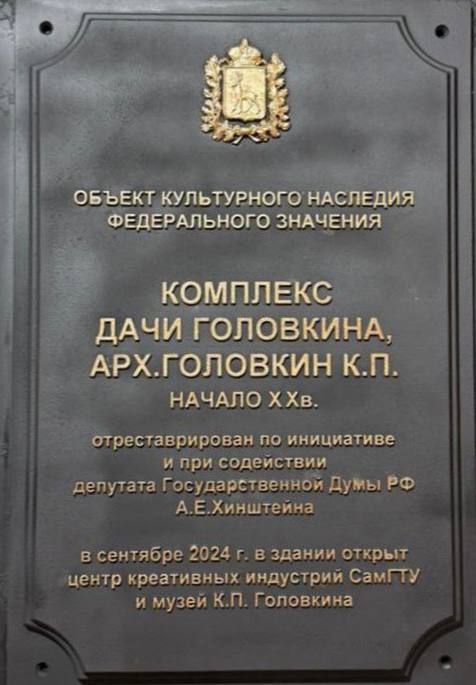 ОБЪЕКТ КУЛЬТУРНОГО НАСЛЕДИЯ
ФЕДЕРАЛЬНОГО ЗНАЧЕНИЯ
КОМПЛЕКС
ДАЧИ ГОЛОВКИНА,
АРХ.ГОЛОВКИН К.П.
НАЧАЛО XXв.
отреставрирован по инициативе
и при содействии
депутата Государственной Думы РФ
А.Е.Хинштейна
в сентябре 2024 г. в здании открыт
центр креативных индустрий СамГТУ
и музей К.П. Головкина